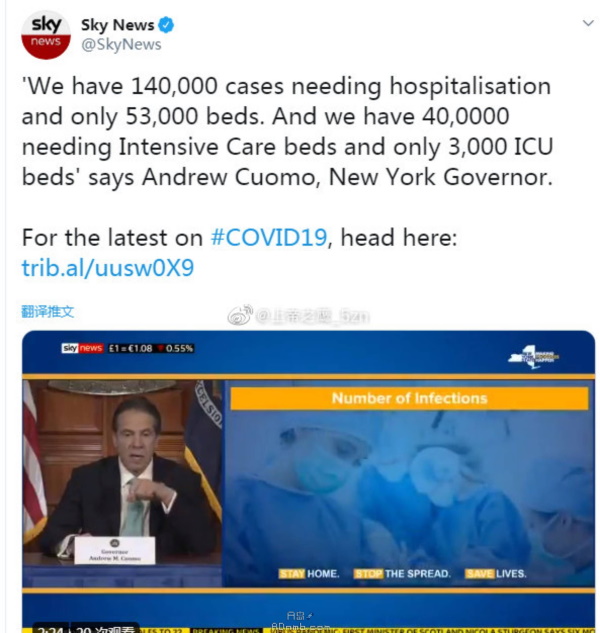 sky
news
Sky News
@SkyNews
'We have 140,000 cases needing hospitalisation
and only 53,000 beds. And we have 40,0000
needing Intensive Care beds and only 3,000 ICU
beds' says Andrew Cuomo, New York Governor.
For the latest on #COVID19, head here:
trib.al/uusw0X9
翻译推文
sky news £1=€1.08 0.55%
Number of Infections
EXCELSIOR
Governor
Andrew M. Cuomo
STAY HOME. STOP THE SPREAD. SAVE LIVES.
2:24 20 次观看
BREAKING NEWS
FIRST MINISTER OF SCOTLAND NICOLA STURGEON SAYS SIX MO